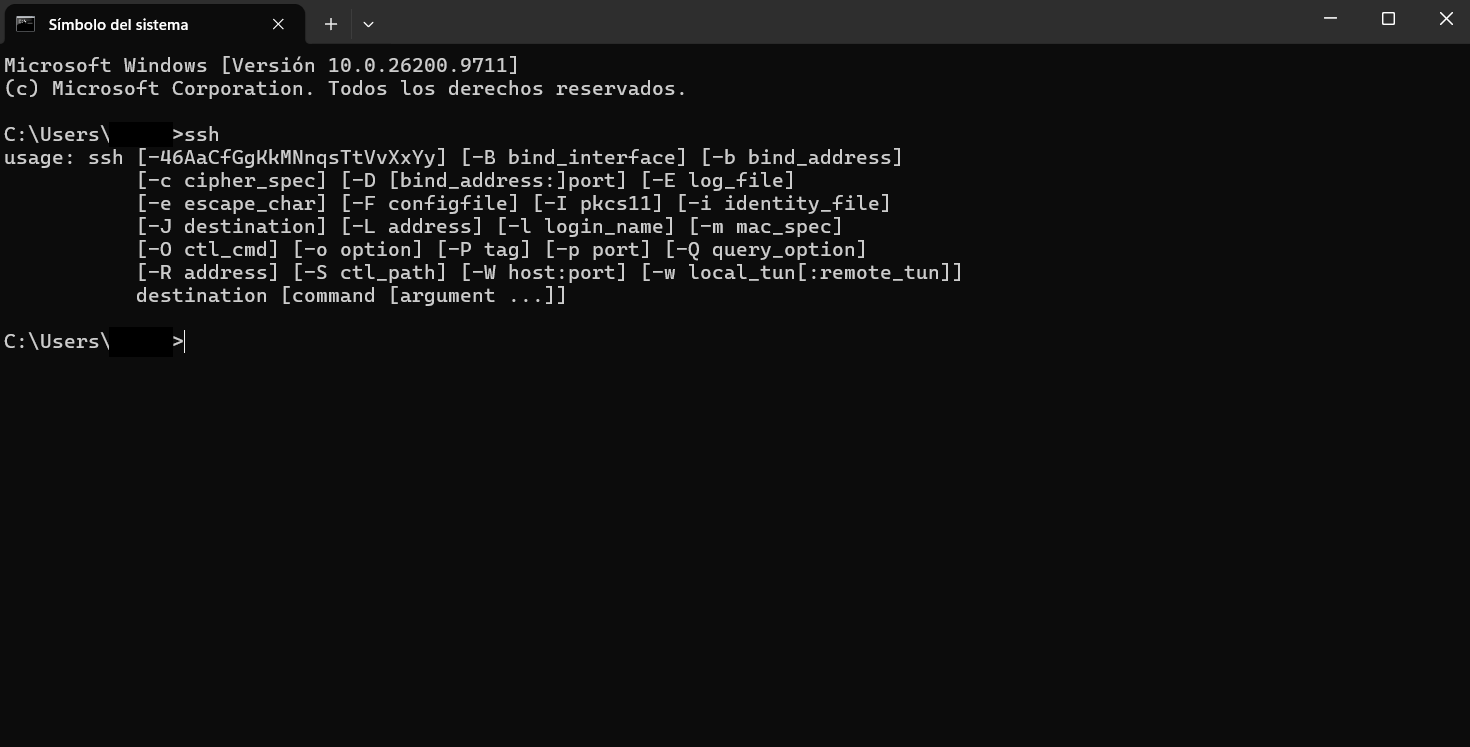 Símbolo del sistema
Microsoft Windows [Versión 10.0.26200.9711]
(c) Microsoft Corporation. Todos los derechos reservados.
C:\Users\ >ssh
usage: ssh [-46AaCfGgKkMNnqsTtVvXxYy] [-B bind_interface] [-b bind_address]
           [-c cipher_spec] [-D [bind_address:]port] [-E log_file]
           [-e escape_char] [-F configfile] [-I pkcs11] [-i identity_file]
           [-J destination] [-L address] [-l login_name] [-m mac_spec]
           [-O ctl_cmd] [-o option] [-P tag] [-p port] [-Q query_option]
           [-R address] [-S ctl_path] [-W host:port] [-w local_tun[:remote_tun]]
           destination [command [argument ...]]
C:\Users\ >